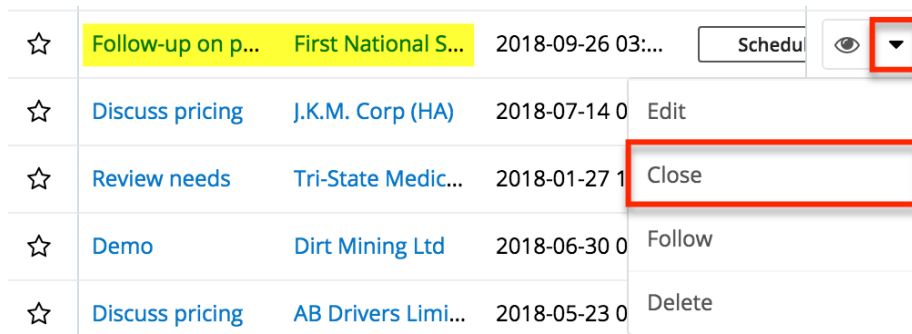 Follow-up on p... First National S... 2018-09-26 03:... Schedul
Discuss pricing J.K.M. Corp (HA) 2018-07-14 0 Edit
Review needs Tri-State Medic... 2018-01-27 1 Close
Demo Dirt Mining Ltd 2018-06-30 0 Follow
Discuss pricing AB Drivers Limi... 2018-05-23 0 Delete